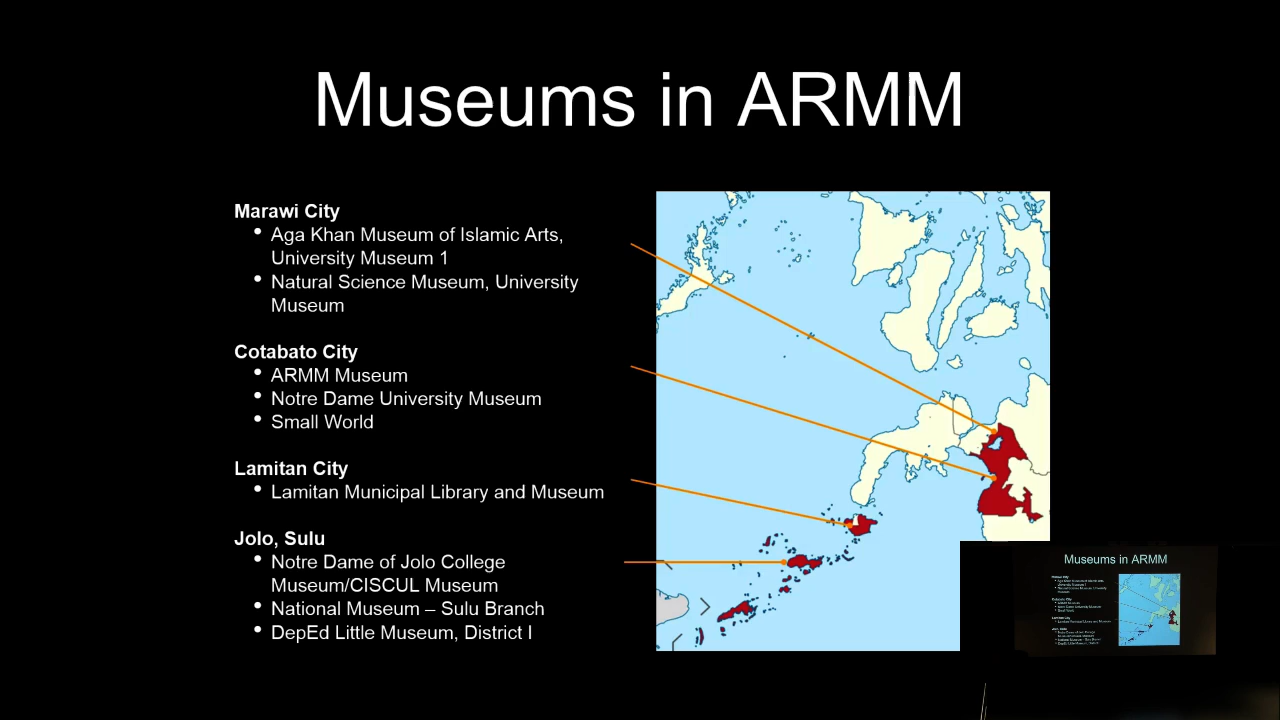 Museums in ARMM
Marawi City
• Aga Khan Museum of Islamic Arts,
University Museum 1
• Natural Science Museum, University
Museum
Cotabato City
• ARMM Museum
• Notre Dame University Museum
• Small World
Lamitan City
• Lamitan Municipal Library and Museum
Jolo, Sulu
• Notre Dame of Jolo College
Museum/CISCUL Museum
• National Museum – Sulu Branch
• DepEd Little Museum, District I
Museums in ARMM